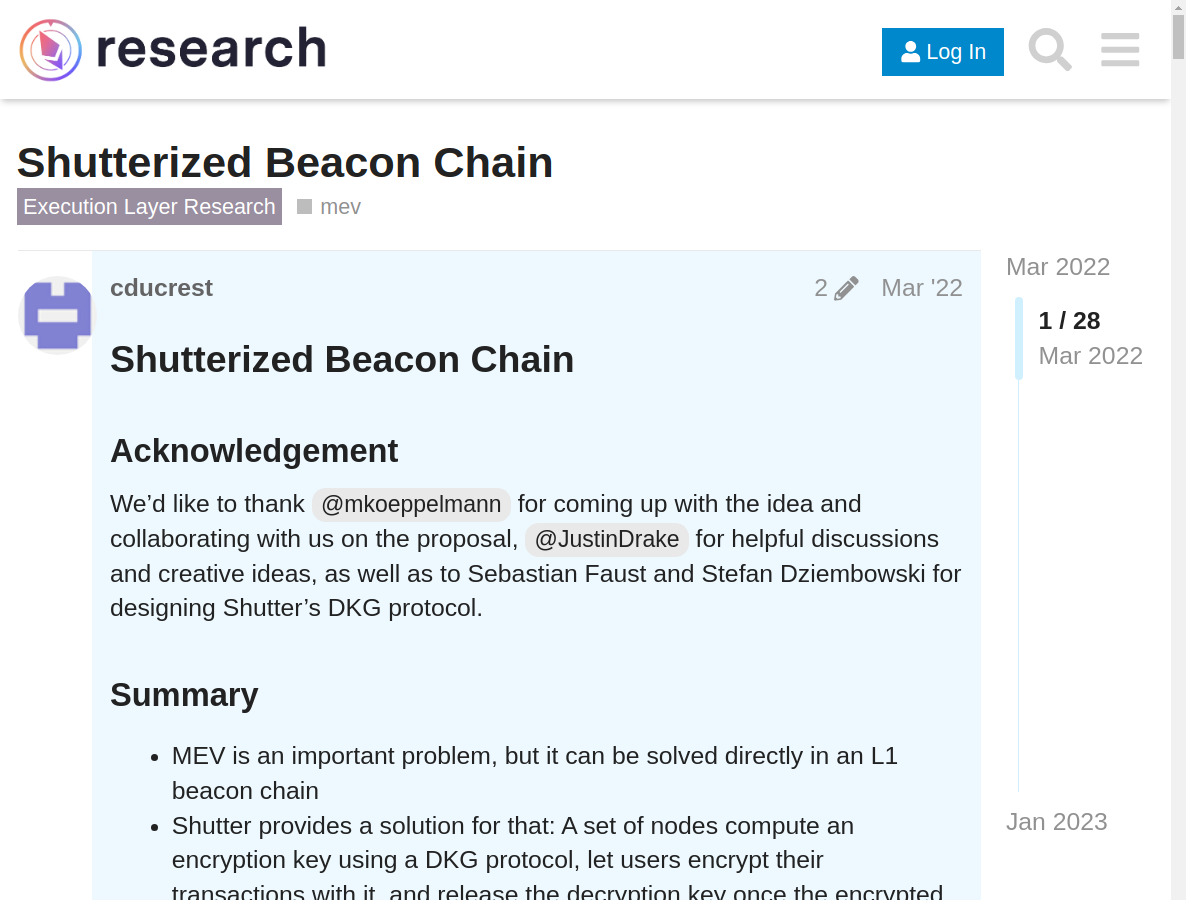 research
Log In
Shutterized Beacon Chain
Execution Layer Research
mev
cducrest
2
Mar '22
Shutterized Beacon Chain
Acknowledgement
We’d like to thank @mkoeppelmann for coming up with the idea and
collaborating with us on the proposal, @JustinDrake for helpful discussions
and creative ideas, as well as to Sebastian Faust and Stefan Dziembowski for
designing Shutter’s DKG protocol.
Summary
• MEV is an important problem, but it can be solved directly in an L1
beacon chain
• Shutter provides a solution for that: A set of nodes compute an
encryption key using a DKG protocol, let users encrypt their
transactions with it, and release the decryption key once the encrypted
Mar 2022
1 / 28
Mar 2022
Jan 2023